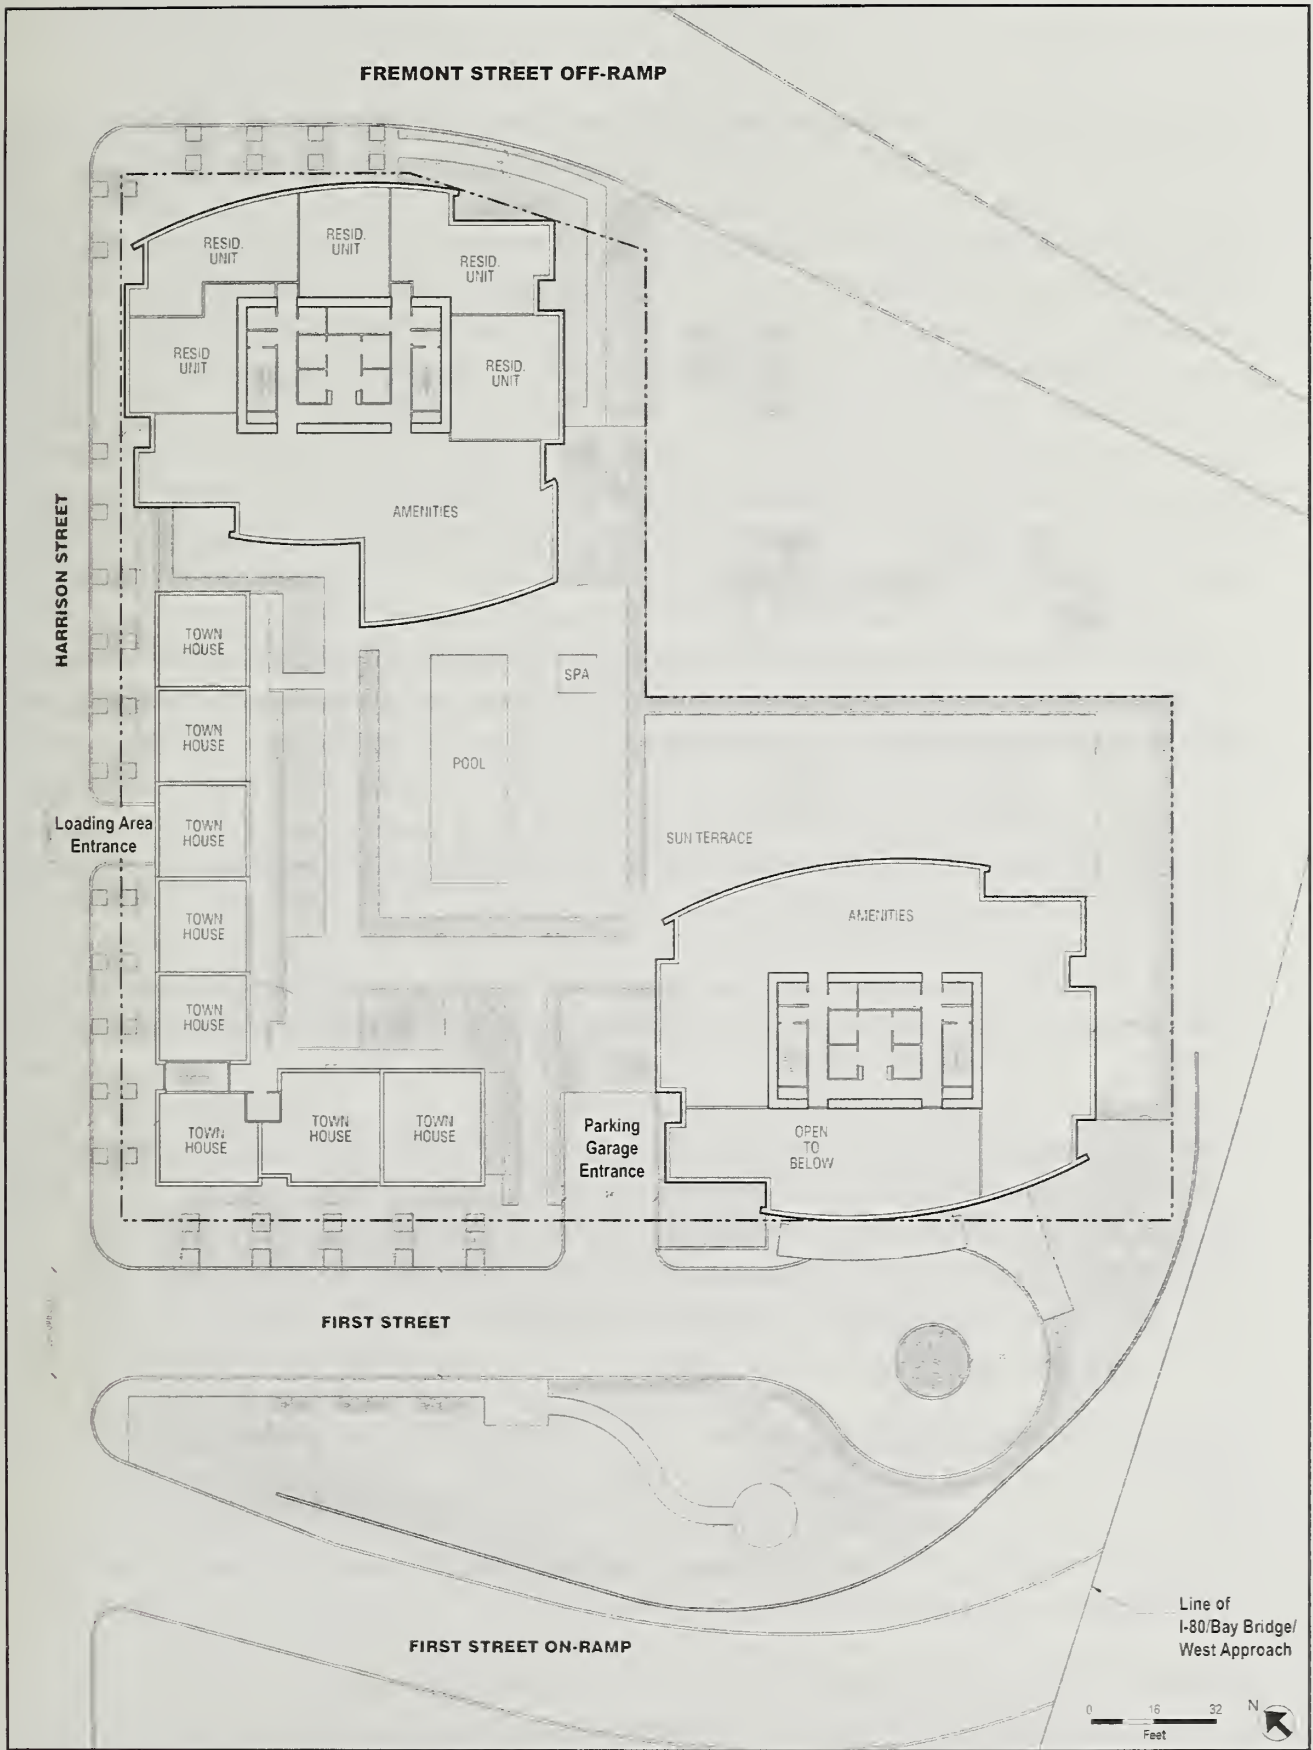 FREMONT STREET OFF-RAMP
RESID.
UNIT
RESID.
UNIT
RESID.
UNIT
RESID
UNIT
RESID.
UNIT
AMENITIES
HARRISON STREET
TOWN
HOUSE
SPA
TOWN
HOUSE
POOL
Loading Area
Entrance
TOWN
HOUSE
SUN TERRACE
TOWN
HOUSE
AMENITIES
TOWN
HOUSE
TOWN
HOUSE
TOWN
HOUSE
TOWN
HOUSE
Parking
Garage
Entrance
OPEN
TO
BELOW
FIRST STREET
FIRST STREET ON-RAMP
Line of
I-80/Bay Bridge/
West Approach
0 16 32
Feet
N